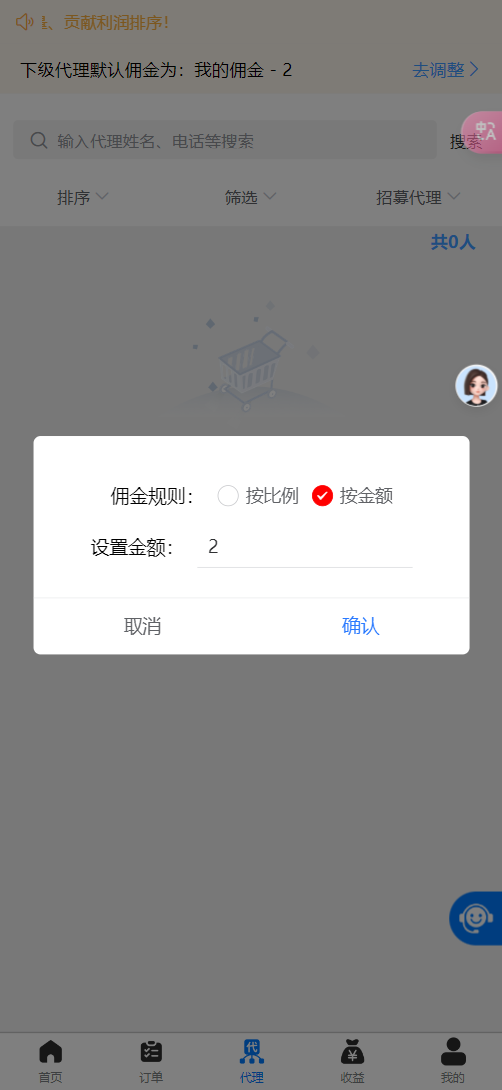 、贡献利润排序！
下级代理默认佣金为：我的佣金 - 2 去调整
输入代理姓名、电话等搜索 搜索
中A
排序 筛选 招募代理
共0人
佣金规则： 按比例 按金额
设置金额： 2
取消 确认
代
首页 订单 代理 收益 我的